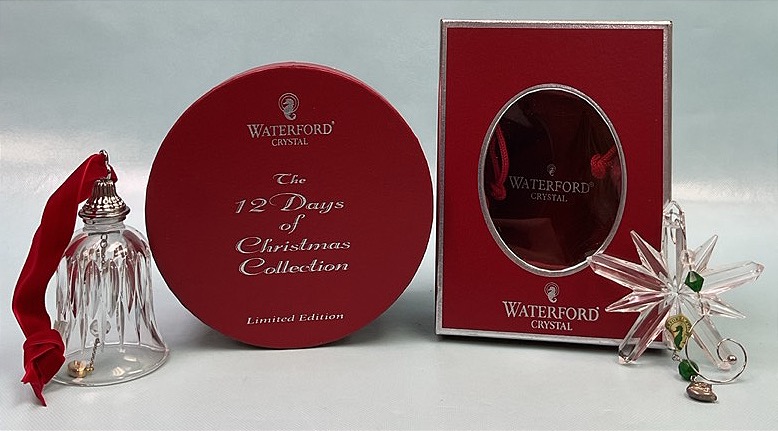 WATERFORD®
CRYSTAL
The
12 Days
of
Christmas
Collection
Limited Edition
WATERFORD®
CRYSTAL
WATERFORD®
CRYSTAL